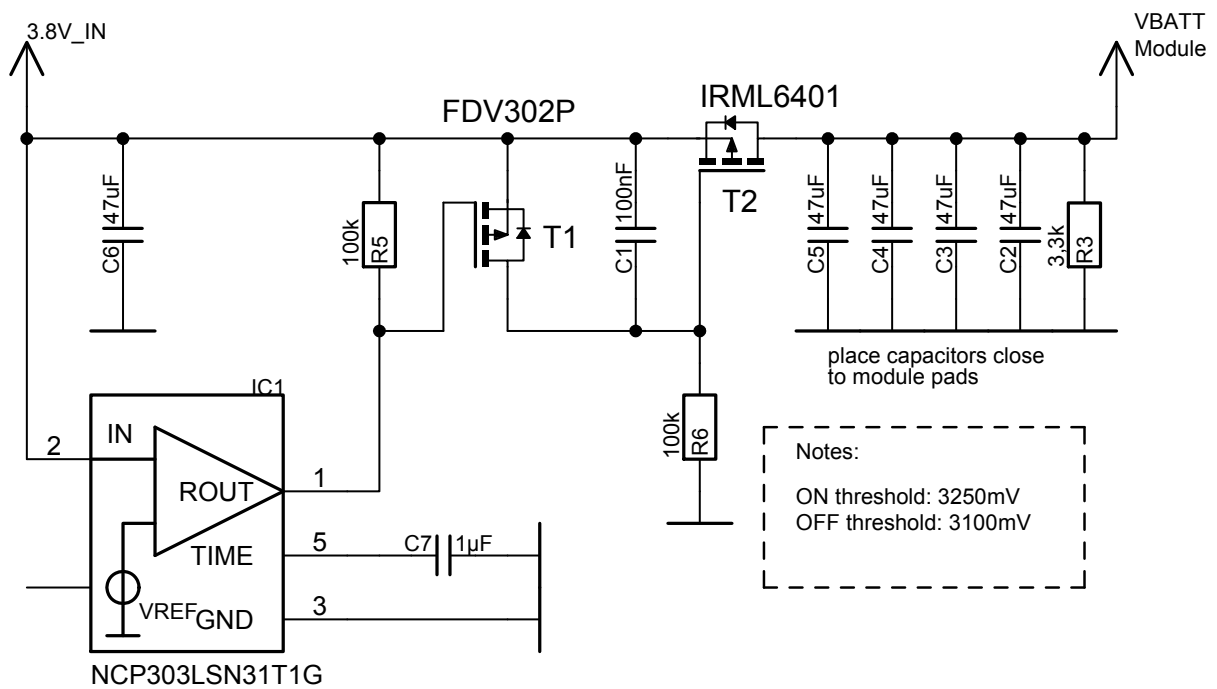 3.8V_IN
VBATT
Module
FDV302P
IRML6401
47uF
C6
100k
R5
T1
100nF
C1
T2
47uF
C5
47uF
C4
47uF
C3
47uF
C2
3,3k
R3
place capacitors close
to module pads
IC1
2
IN
ROUT
1
TIME
5
C7
1µF
VREF
GND
3
NCP303LSN31T1G
100k
R6
Notes:
ON threshold: 3250mV
OFF threshold: 3100mV